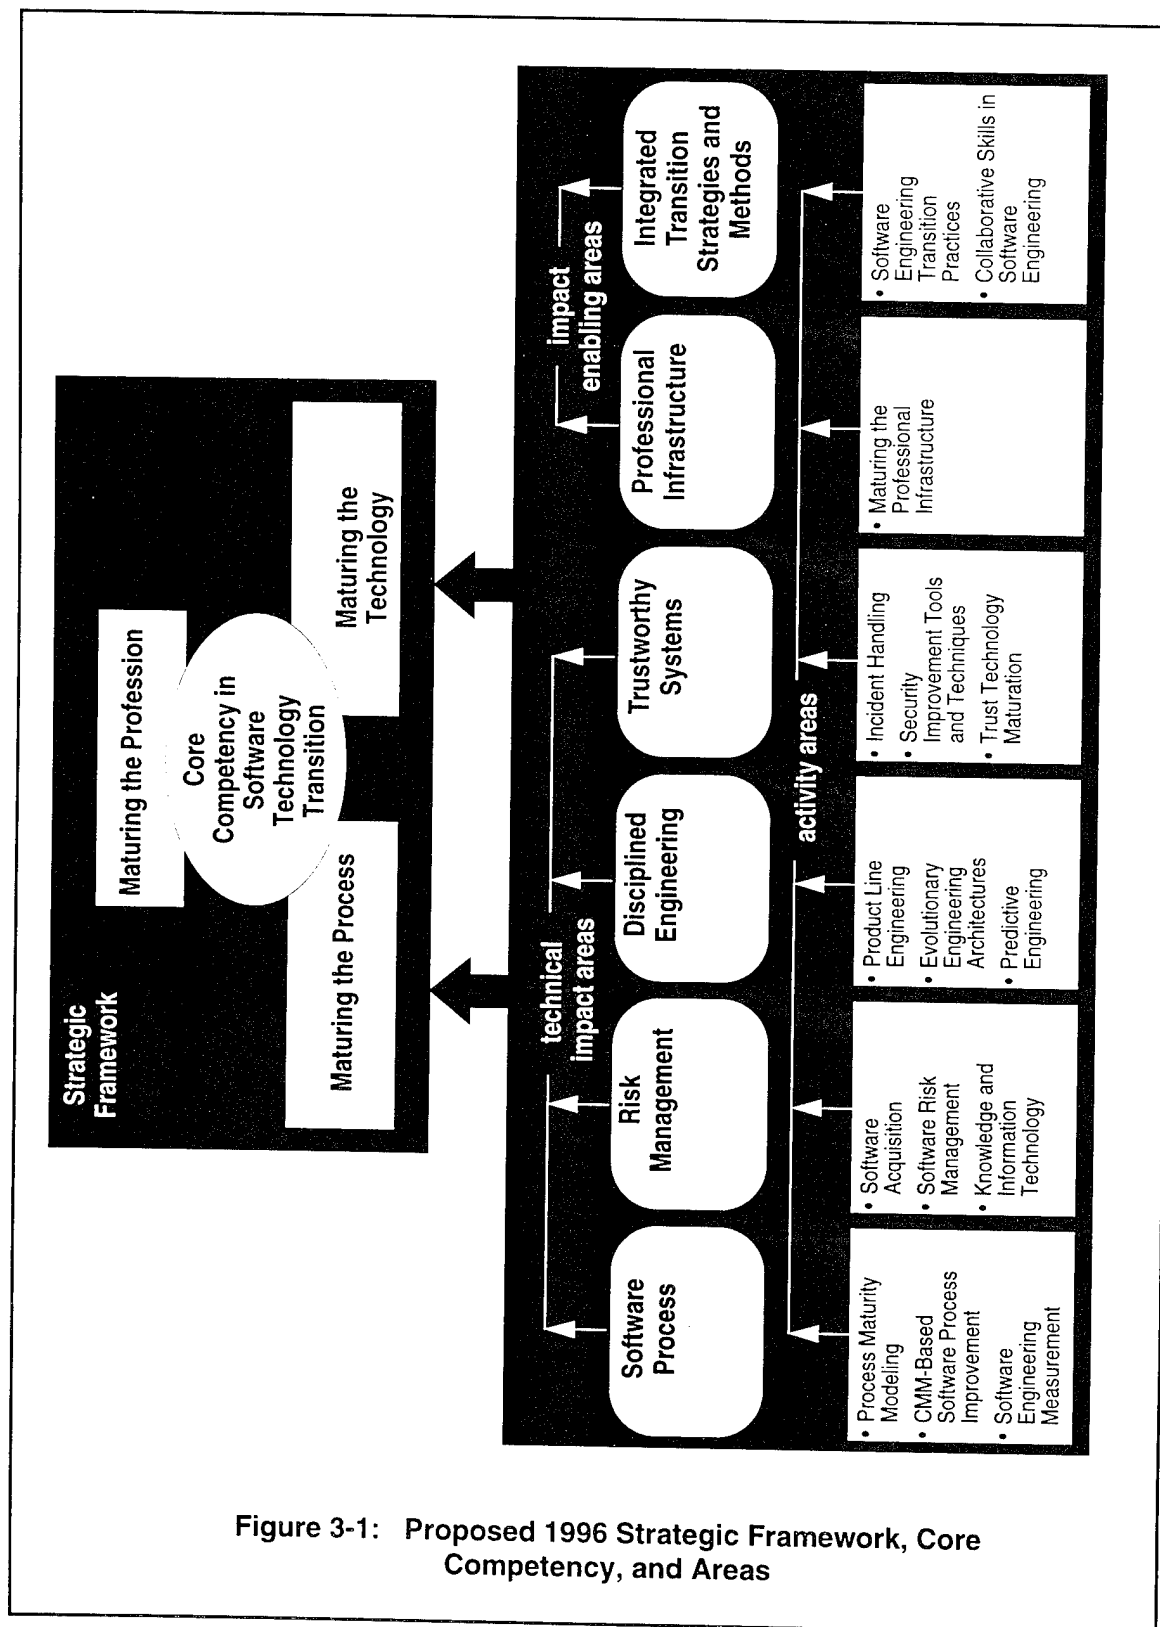 Strategic
Framework
Maturing the Profession
Core
Competency in
Software
Technology
Transition
Maturing the Process
Maturing the
Technology
technical
impact areas
impact
enabling areas
Software
Process
Risk
Management
Disciplined
Engineering
Trustworthy
Systems
Professional
Infrastructure
Integrated
Transition
Strategies and
Methods
activity areas
• Process Maturity
Modeling
• CMM-Based
Software Process
Improvement
• Software
Engineering
Measurement
• Software
Acquisition
• Software Risk
Management
• Knowledge and
Information
Technology
• Product Line
Engineering
• Evolutionary
Engineering
Architectures
• Predictive
Engineering
• Incident Handling
• Security
Improvement Tools
and Techniques
• Trust Technology
Maturation
• Maturing the
Professional
Infrastructure
• Software
Engineering
Transition
Practices
• Collaborative Skills in
Software
Engineering
Figure 3-1: Proposed 1996 Strategic Framework, Core
Competency, and Areas